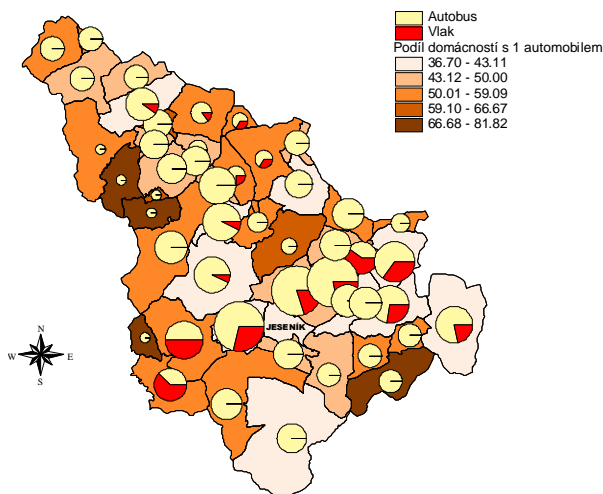 Autobus
Vlak
Podíl domácností s 1 automobilem
36.70 - 43.11
43.12 - 50.00
50.01 - 59.09
59.10 - 66.67
66.68 - 81.82
JESENÍK
N
W E
S